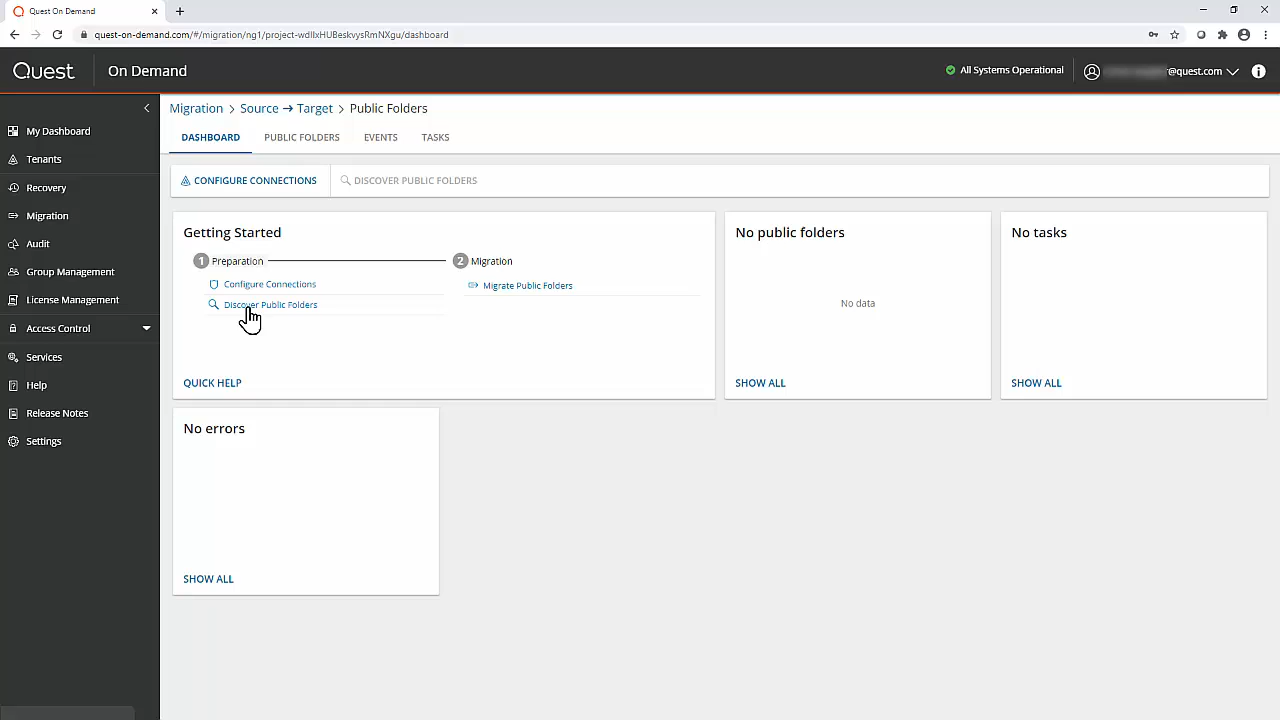 Quest On Demand
quest-on-demand.com/#/migration/ng1/project-wdlIxHUBeskvysRmNXgu/dashboard
Quest On Demand
All Systems Operational
@quest.com
Migration > Source → Target > Public Folders
DASHBOARD PUBLIC FOLDERS EVENTS TASKS
CONFIGURE CONNECTIONS DISCOVER PUBLIC FOLDERS
My Dashboard
Tenants
Recovery
Migration
Audit
Group Management
License Management
Access Control
Services
Help
Release Notes
Settings
Getting Started
1 Preparation
Configure Connections
Discover Public Folders
2 Migration
Migrate Public Folders
QUICK HELP
No public folders
No data
SHOW ALL
No tasks
SHOW ALL
No errors
SHOW ALL